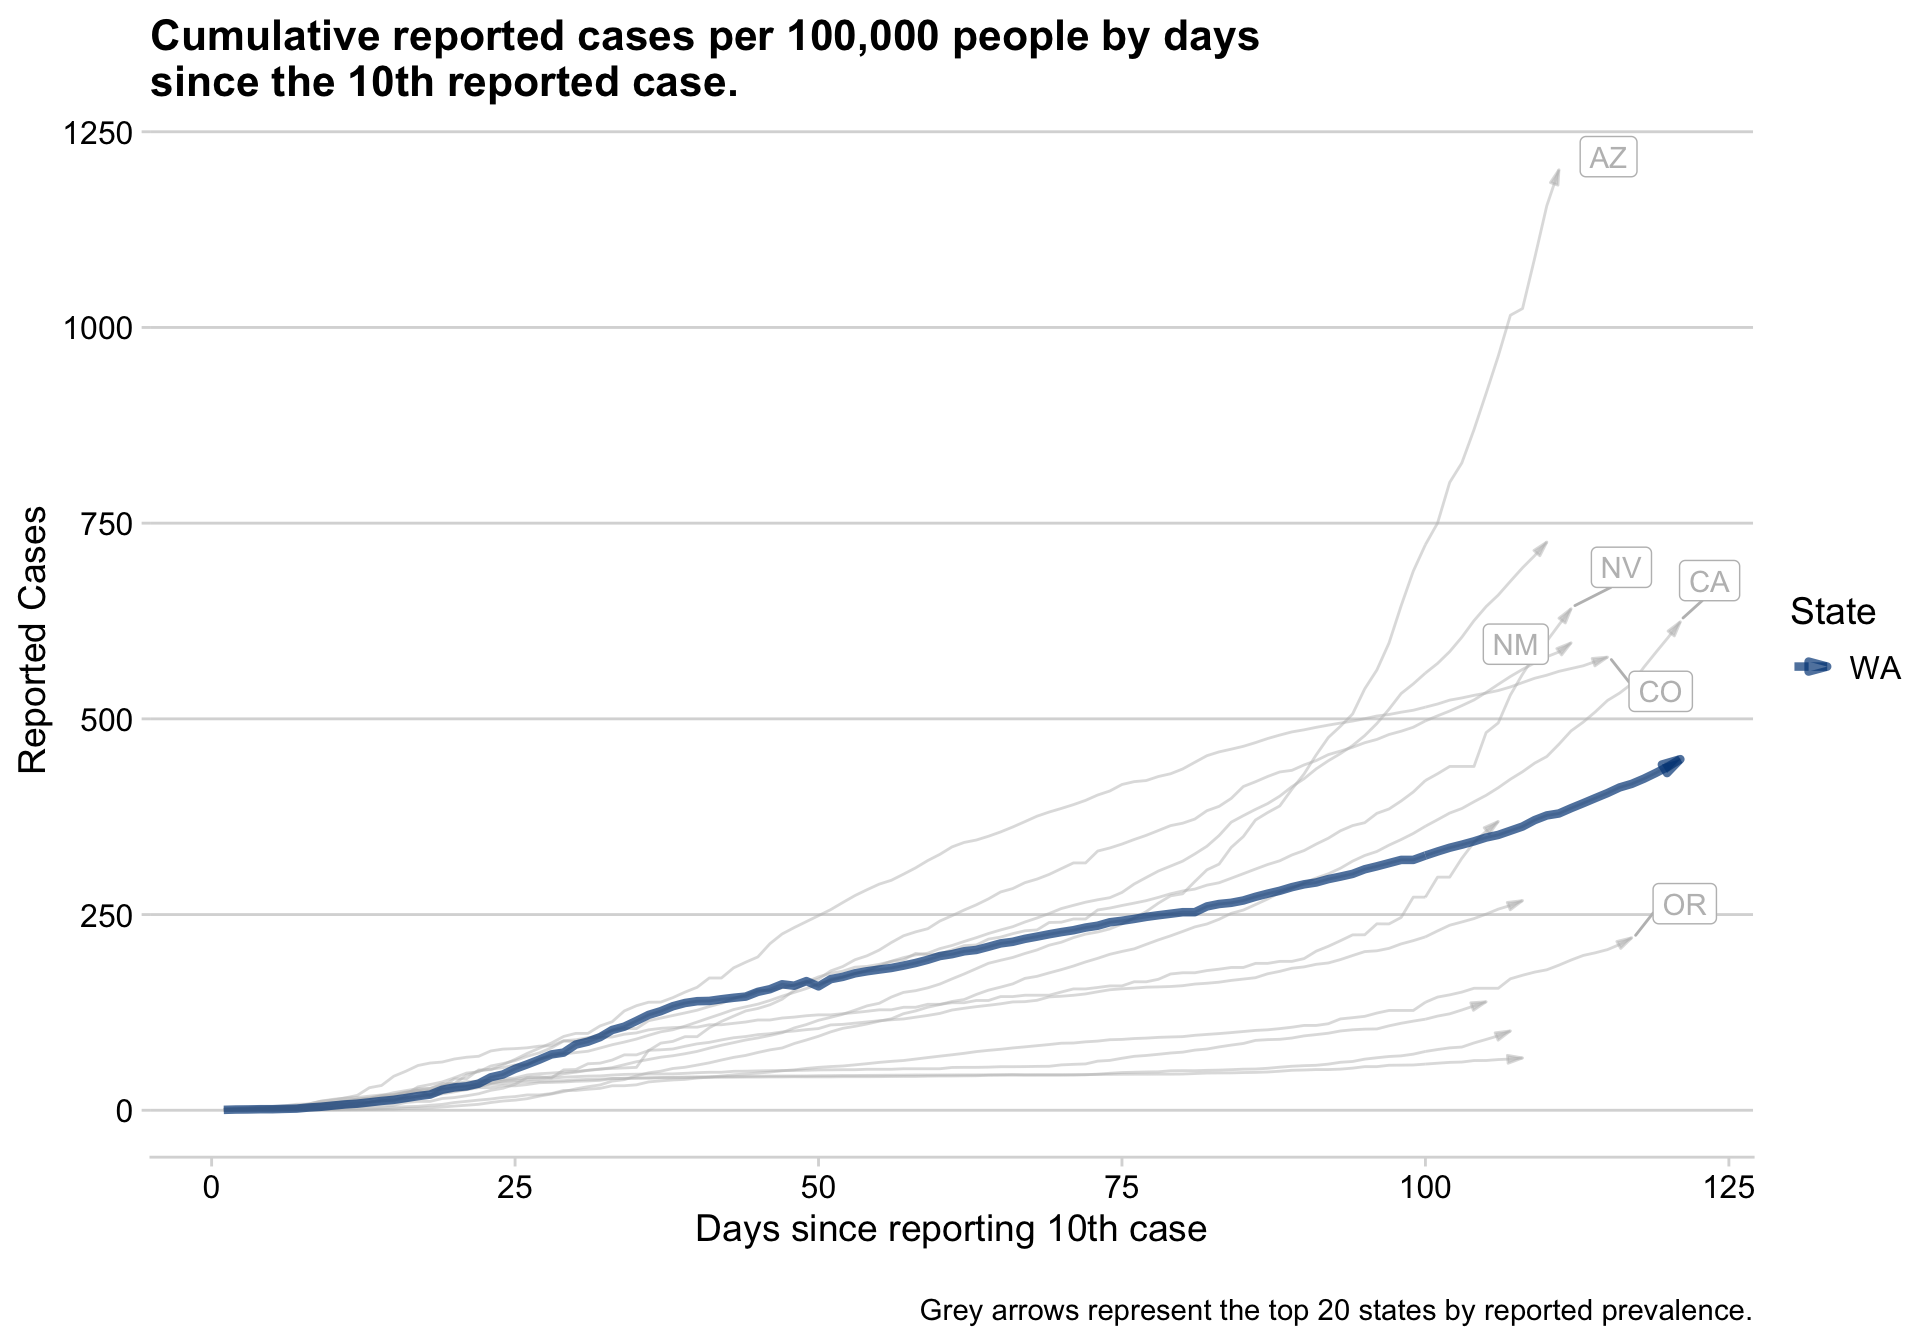 Cumulative reported cases per 100,000 people by days
since the 10th reported case.
1250
1000
750
500
250
0
Reported Cases
AZ
NV
CA
NM
CO
OR
State
WA
0 25 50 75 100 125
Days since reporting 10th case
Grey arrows represent the top 20 states by reported prevalence.